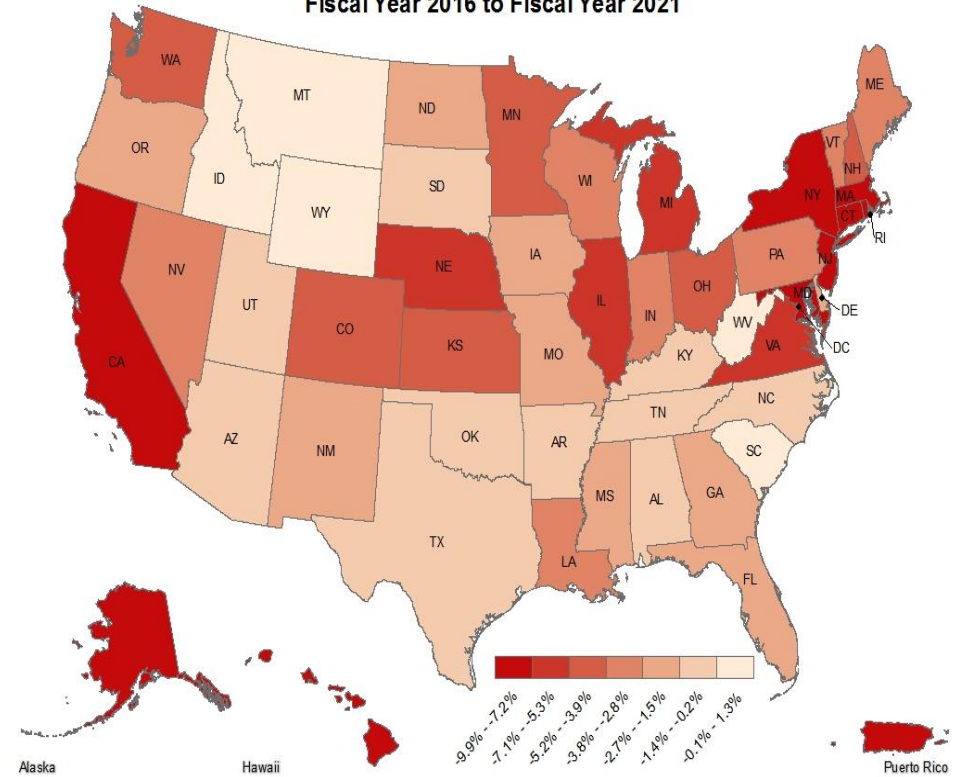 Fiscal Year 2016 to Fiscal Year 2021
WA
MT
ND
MN
ME
OR
ID
SD
WI
VT
NH
WY
MI
NY
MA
CT
RI
NE
IA
PA
NJ
NV
UT
IL
IN
OH
MD
DE
CO
WV
KS
MO
KY
VA
DC
CA
AZ
NM
OK
AR
TN
NC
SC
MS
AL
GA
TX
LA
FL
-9.9% - -7.2%
-7.1% - -5.3%
-5.2% - -3.9%
-3.8% - -2.8%
-2.7% - -1.5%
-1.4% - -0.2%
-0.1% - 1.3%
Alaska
Hawaii
Puerto Rico